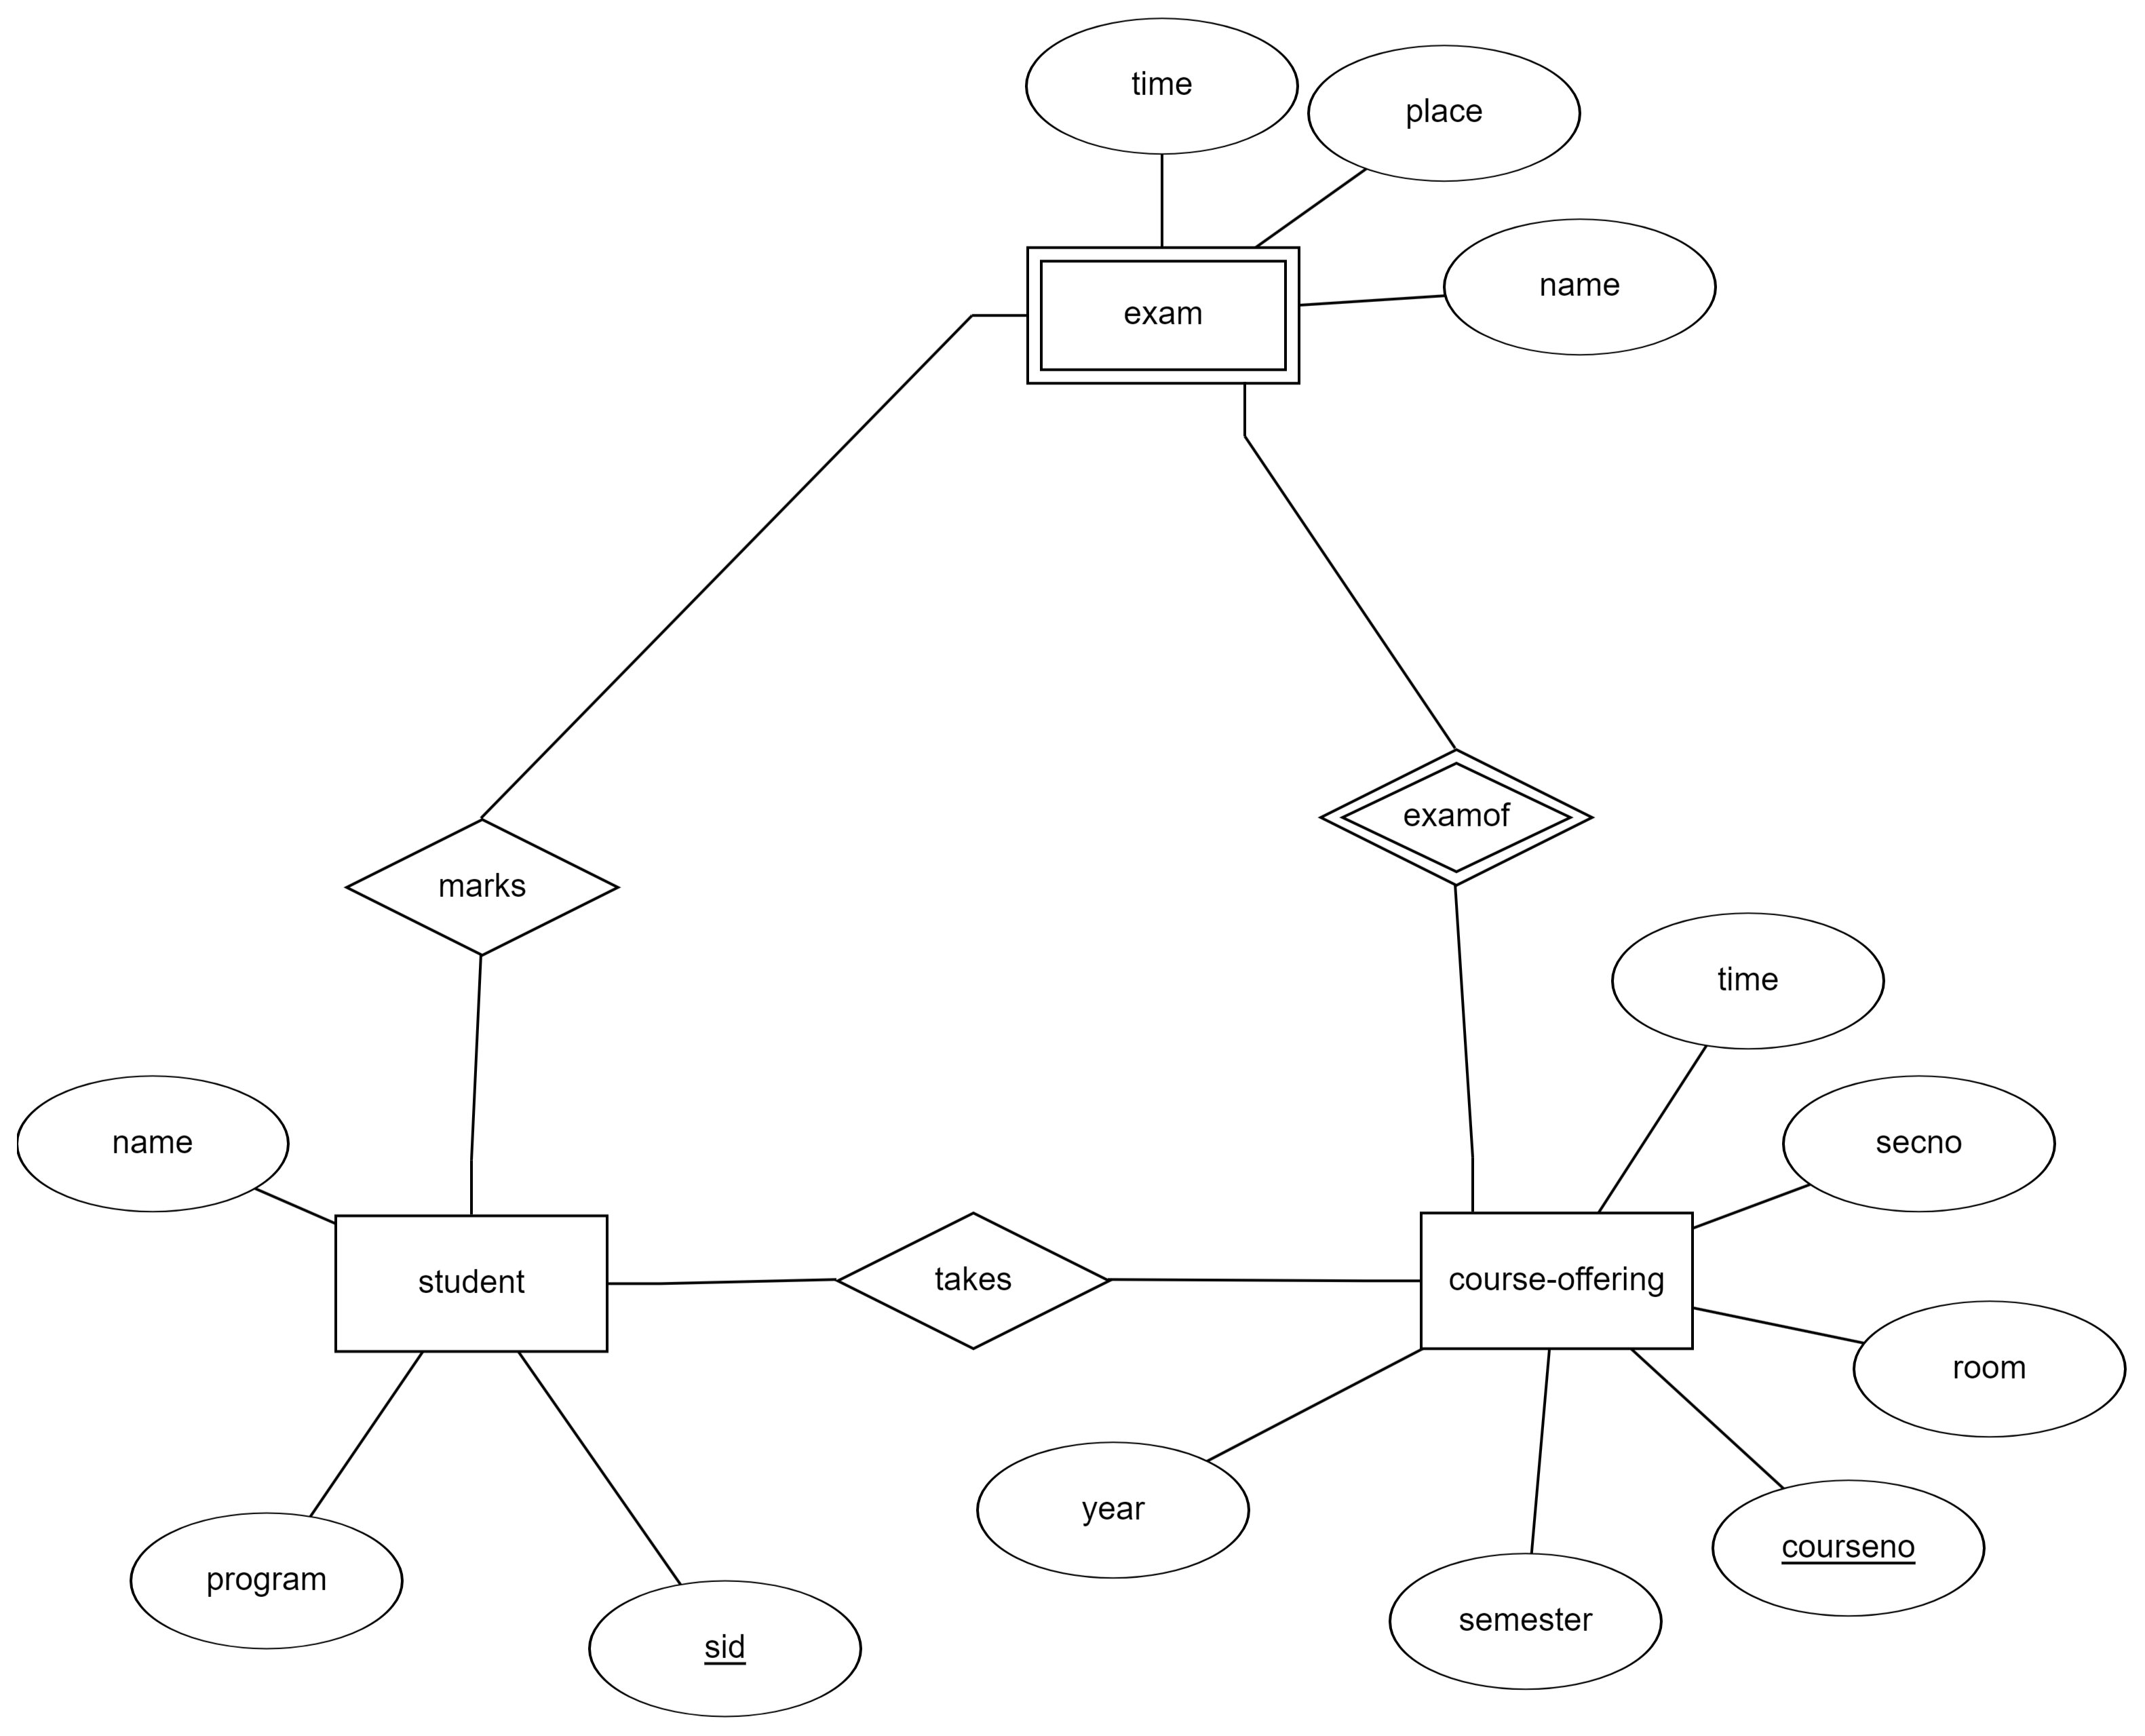 time
place
name
exam
marks
examof
time
name
secno
student
takes
course-offering
room
year
courseno
program
semester
sid